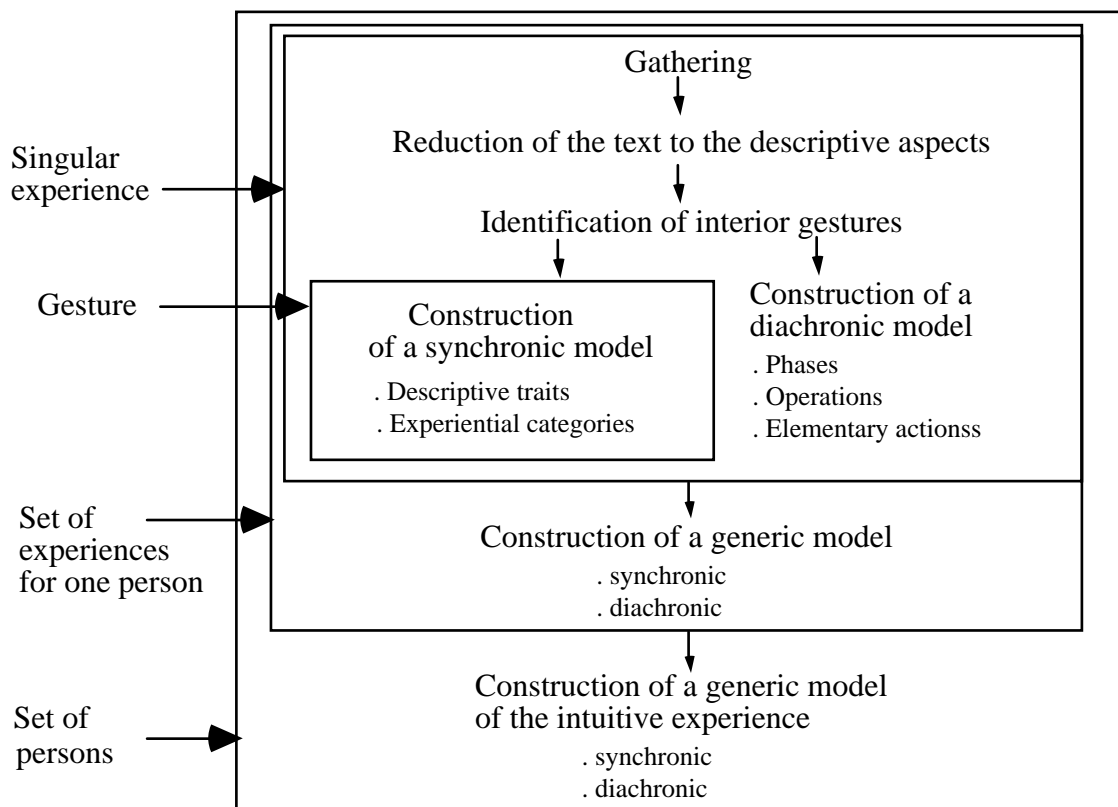 Gathering
Reduction of the text to the descriptive aspects
Singular
experience
Identification of interior gestures
Gesture
Construction
of a synchronic model
. Descriptive traits
. Experiential categories
Construction of a
diachronic model
. Phases
. Operations
. Elementary actionss
Set of
experiences
for one person
Construction of a generic model
. synchronic
. diachronic
Set of
persons
Construction of a generic model
of the intuitive experience
. synchronic
. diachronic